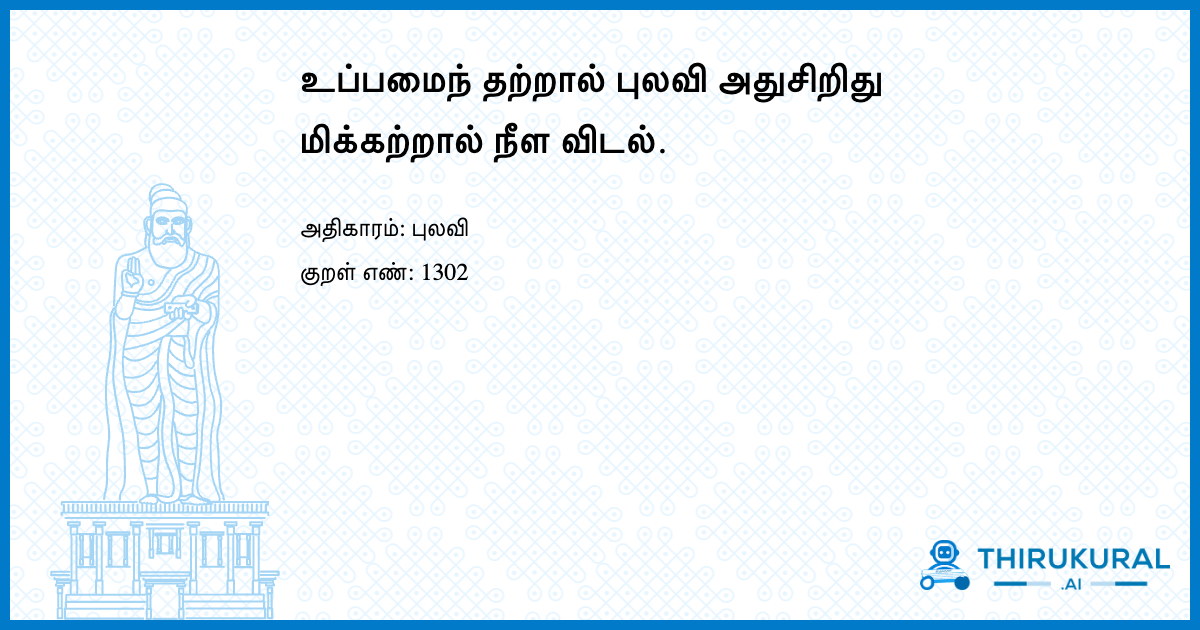 உப்பமைந் தற்றால் புலவி அதுசிறிது
மிக்கற்றால் நீள விடல்.
அதிகாரம்: புலவி
குறள் எண்: 1302
THIRUKURAL
.AI